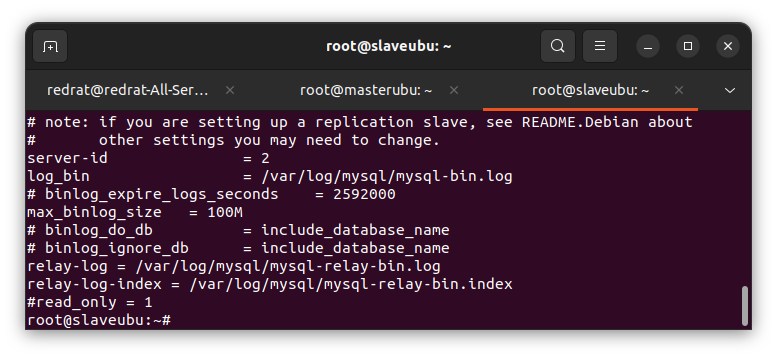 root@slaveubu: ~
redrat@redrat-All-Ser...
root@masterubu: ~
root@slaveubu: ~
# note: if you are setting up a replication slave, see README.Debian about
#       other settings you may need to change.
server-id               = 2
log_bin                 = /var/log/mysql/mysql-bin.log
# binlog_expire_logs_seconds    = 2592000
max_binlog_size   = 100M
# binlog_do_db          = include_database_name
# binlog_ignore_db      = include_database_name
relay-log = /var/log/mysql/mysql-relay-bin.log
relay-log-index = /var/log/mysql/mysql-relay-bin.index
#read_only = 1
root@slaveubu:~#